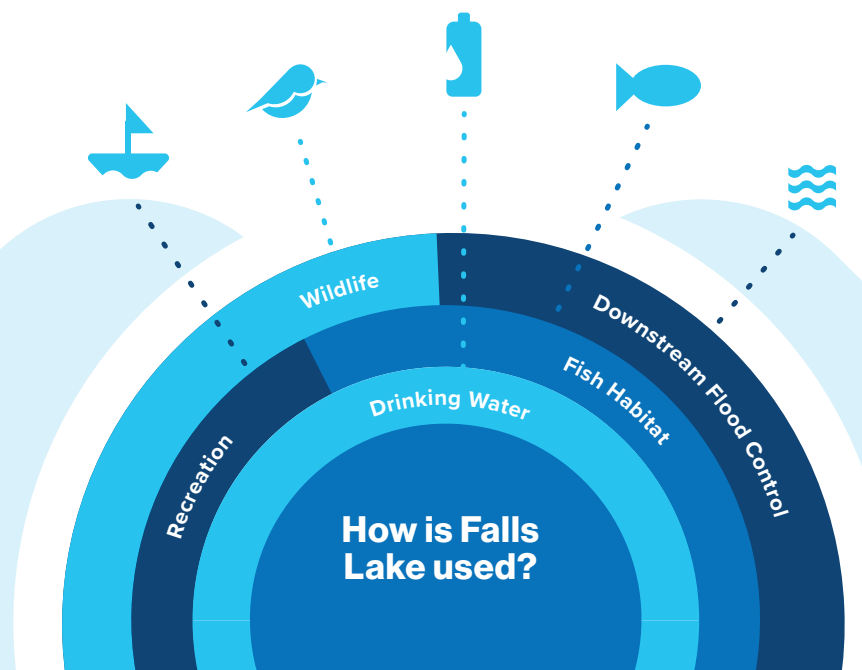 Wildlife
Downstream Flood Control
Fish Habitat
Drinking Water
Recreation
How is Falls
Lake used?